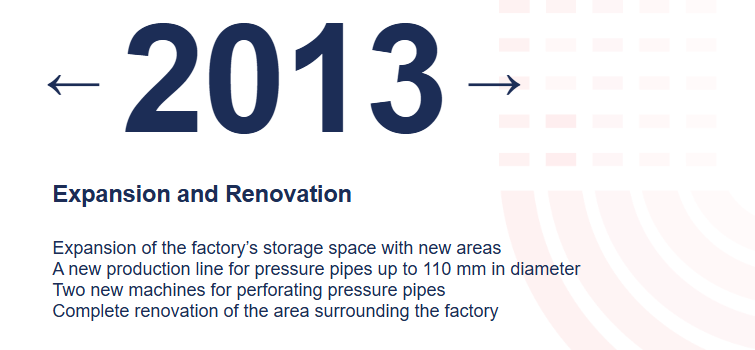 ← 2013 →
Expansion and Renovation
Expansion of the factory’s storage space with new areas
A new production line for pressure pipes up to 110 mm in diameter
Two new machines for perforating pressure pipes
Complete renovation of the area surrounding the factory